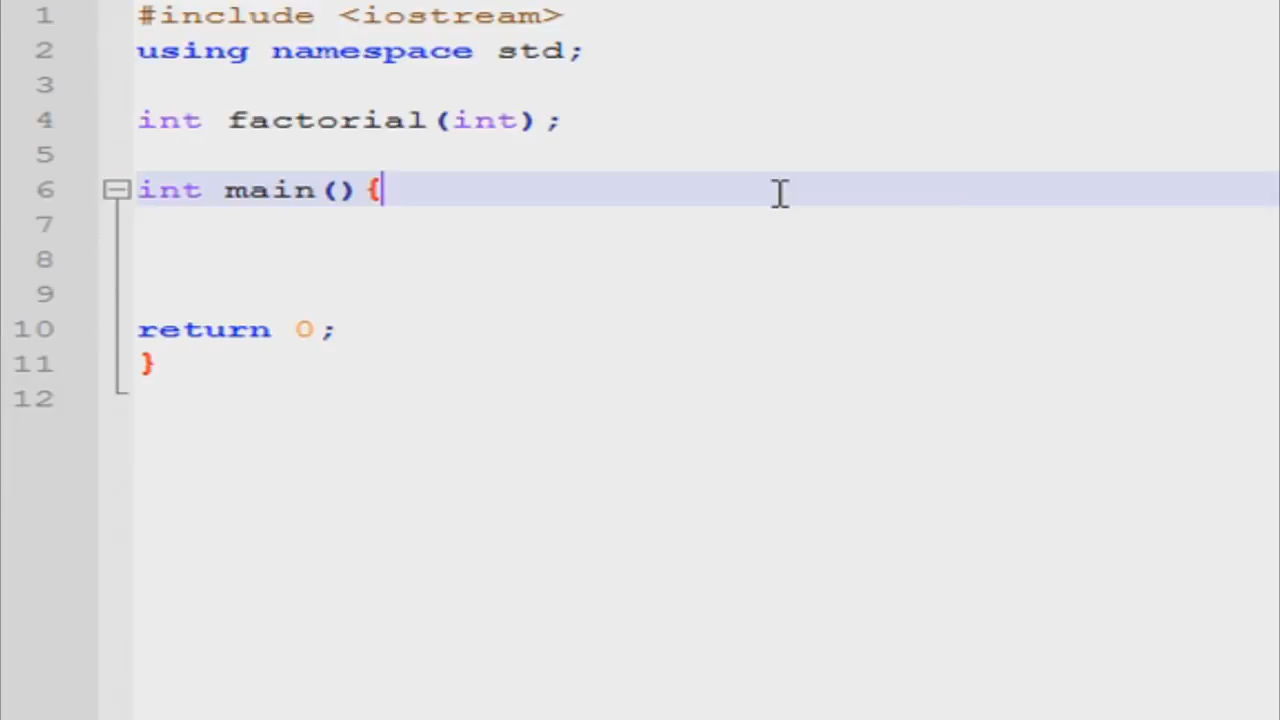 1 #include <iostream>
2 using namespace std;
3
4 int factorial(int);
5
6 int main(){
7
8
9
10 return 0;
11 }
12